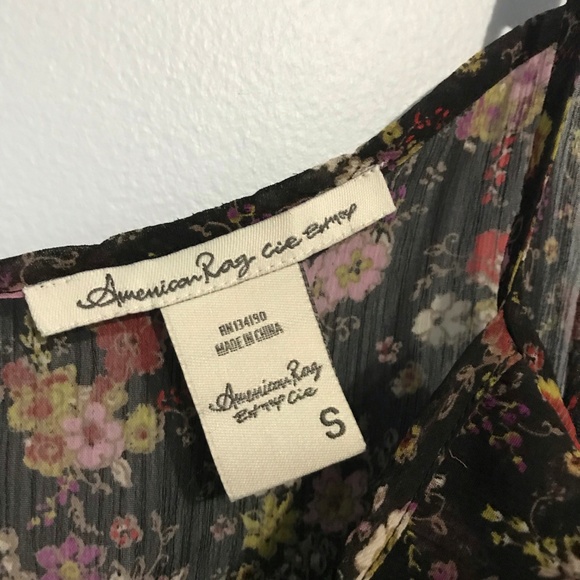 American Rag Cie
RN 134190
MADE IN CHINA
American Rag
Cie
S